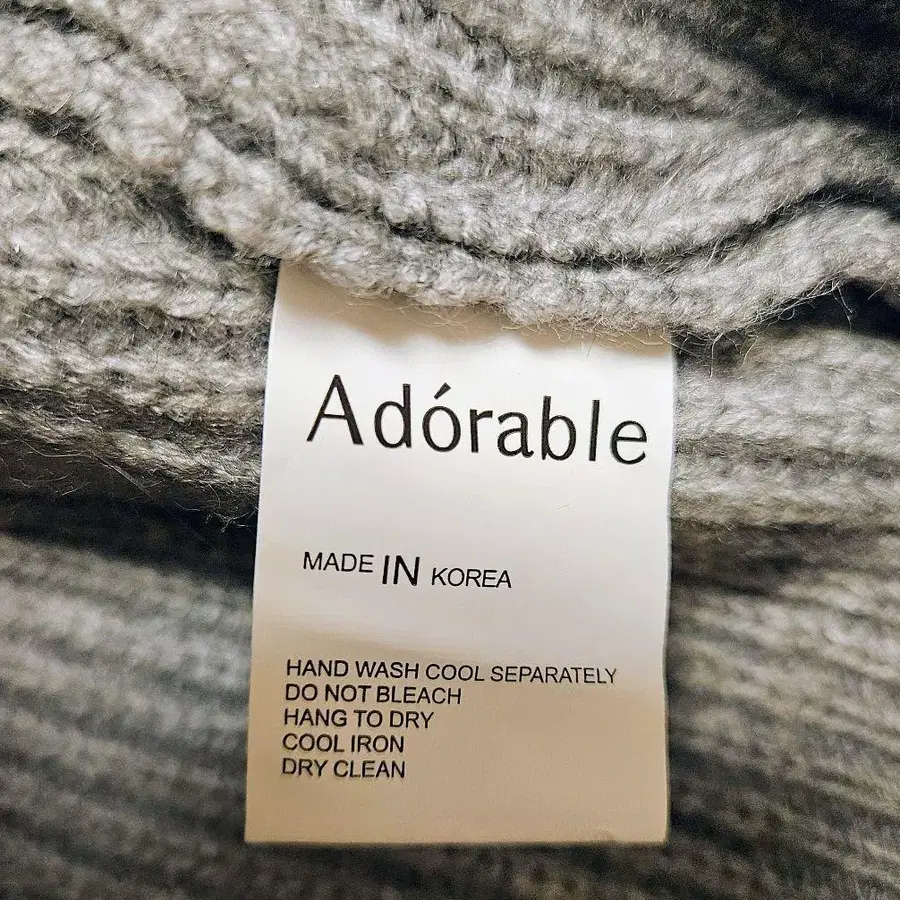 Adórable
MADE IN KOREA
HAND WASH COOL SEPARATELY
DO NOT BLEACH
HANG TO DRY
COOL IRON
DRY CLEAN